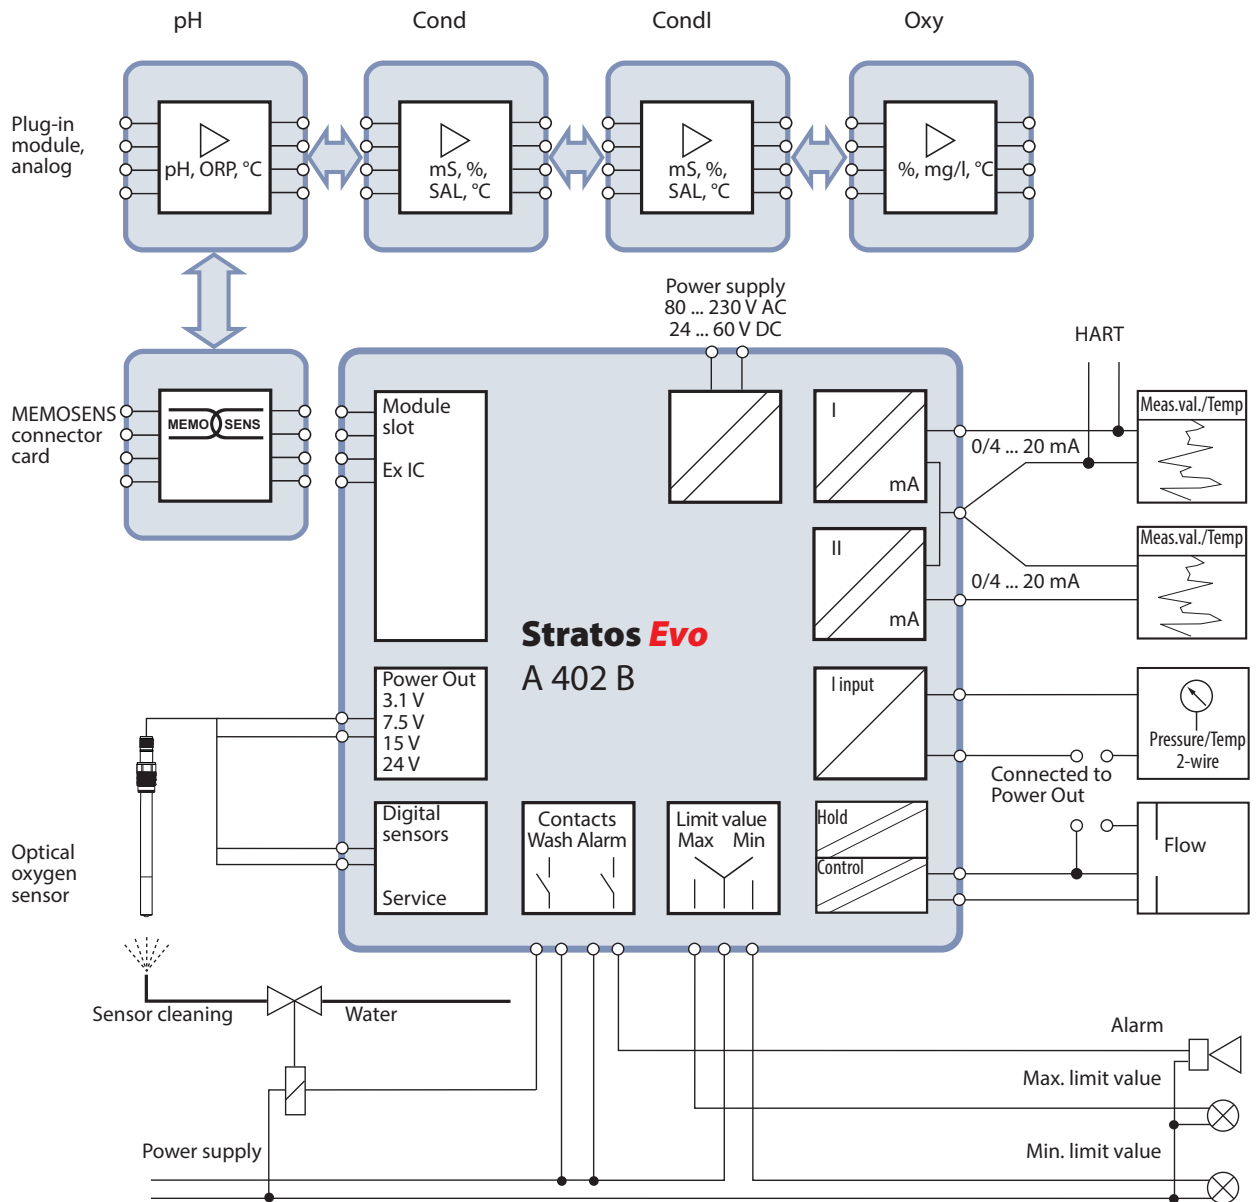 pH
Cond
CondI
Oxy
Plug-in
module,
analog
pH, ORP, °C
mS, %,
SAL, °C
mS, %,
SAL, °C
%, mg/l, °C
Power supply
80 ... 230 V AC
24 ... 60 V DC
HART
MEMOSENS
connector
card
MEMO SENS
Module
slot
Ex IC
I
mA
0/4 ... 20 mA
Meas.val./Temp
II
mA
0/4 ... 20 mA
Meas.val./Temp
Stratos Evo
A 402 B
Power Out
3.1 V
7.5 V
15 V
24 V
I input
Pressure/Temp
2-wire
Connected to
Power Out
Optical
oxygen
sensor
Digital
sensors
Service
Contacts
Wash Alarm
Limit value
Max Min
Hold
Control
Flow
Sensor cleaning
Water
Alarm
Max. limit value
Power supply
Min. limit value